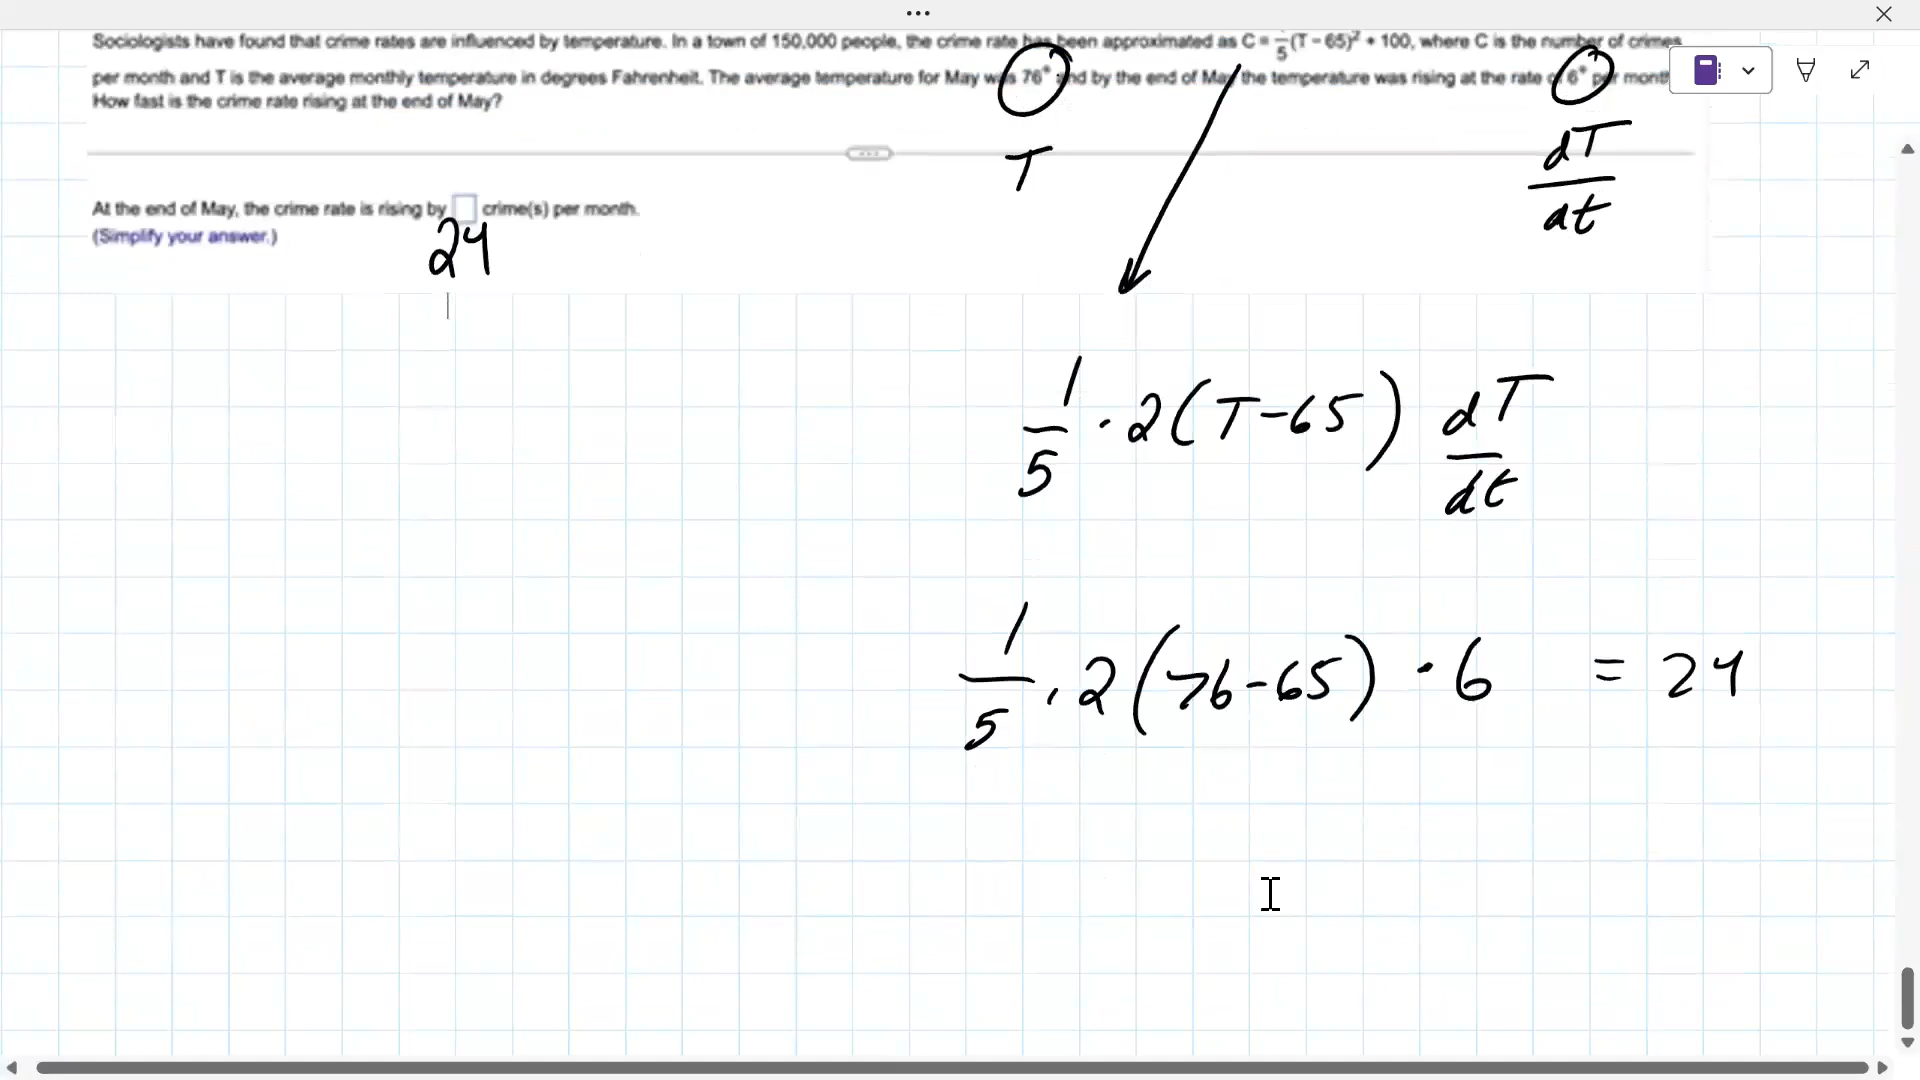 Sociologists have found that crime rates are influenced by temperature. In a town of 150,000 people, the crime rate has been approximated as C = 1/5 (T − 65)² + 100, where C is the number of crimes
per month and T is the average monthly temperature in degrees Fahrenheit. The average temperature for May was 76° and by the end of May the temperature was rising at the rate of 6° per month
How fast is the crime rate rising at the end of May?
T
dT/dt
At the end of May, the crime rate is rising by crime(s) per month.
(Simplify your answer.)
24
1/5 · 2(T-65) dT/dt
1/5 · 2(76-65) · 6 = 24